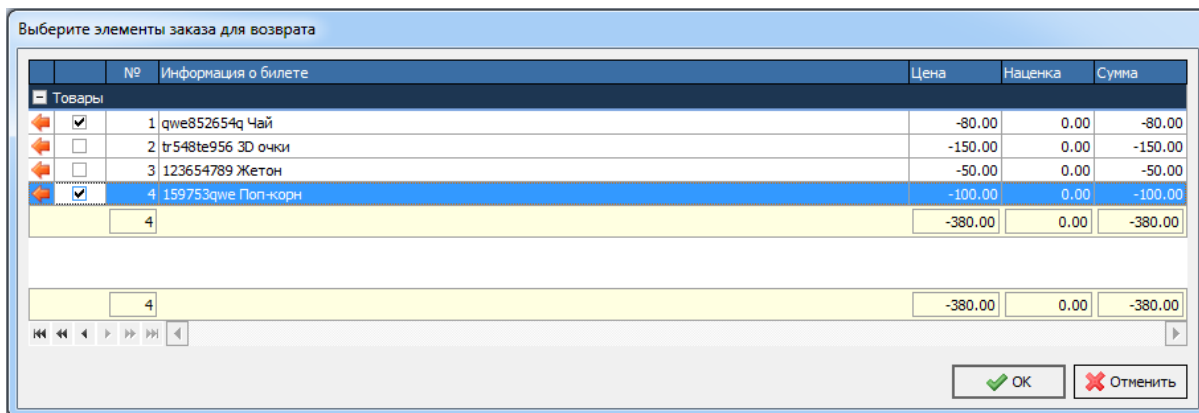 Выберите элементы заказа для возврата
№ Информация о билете Цена Наценка Сумма
Товары
1 qwe852654q Чай -80.00 0.00 -80.00
2 tr548te956 3D очки -150.00 0.00 -150.00
3 123654789 Жетон -50.00 0.00 -50.00
4 159753qwe Поп-корн -100.00 0.00 -100.00
4 -380.00 0.00 -380.00
4 -380.00 0.00 -380.00
OK Отменить